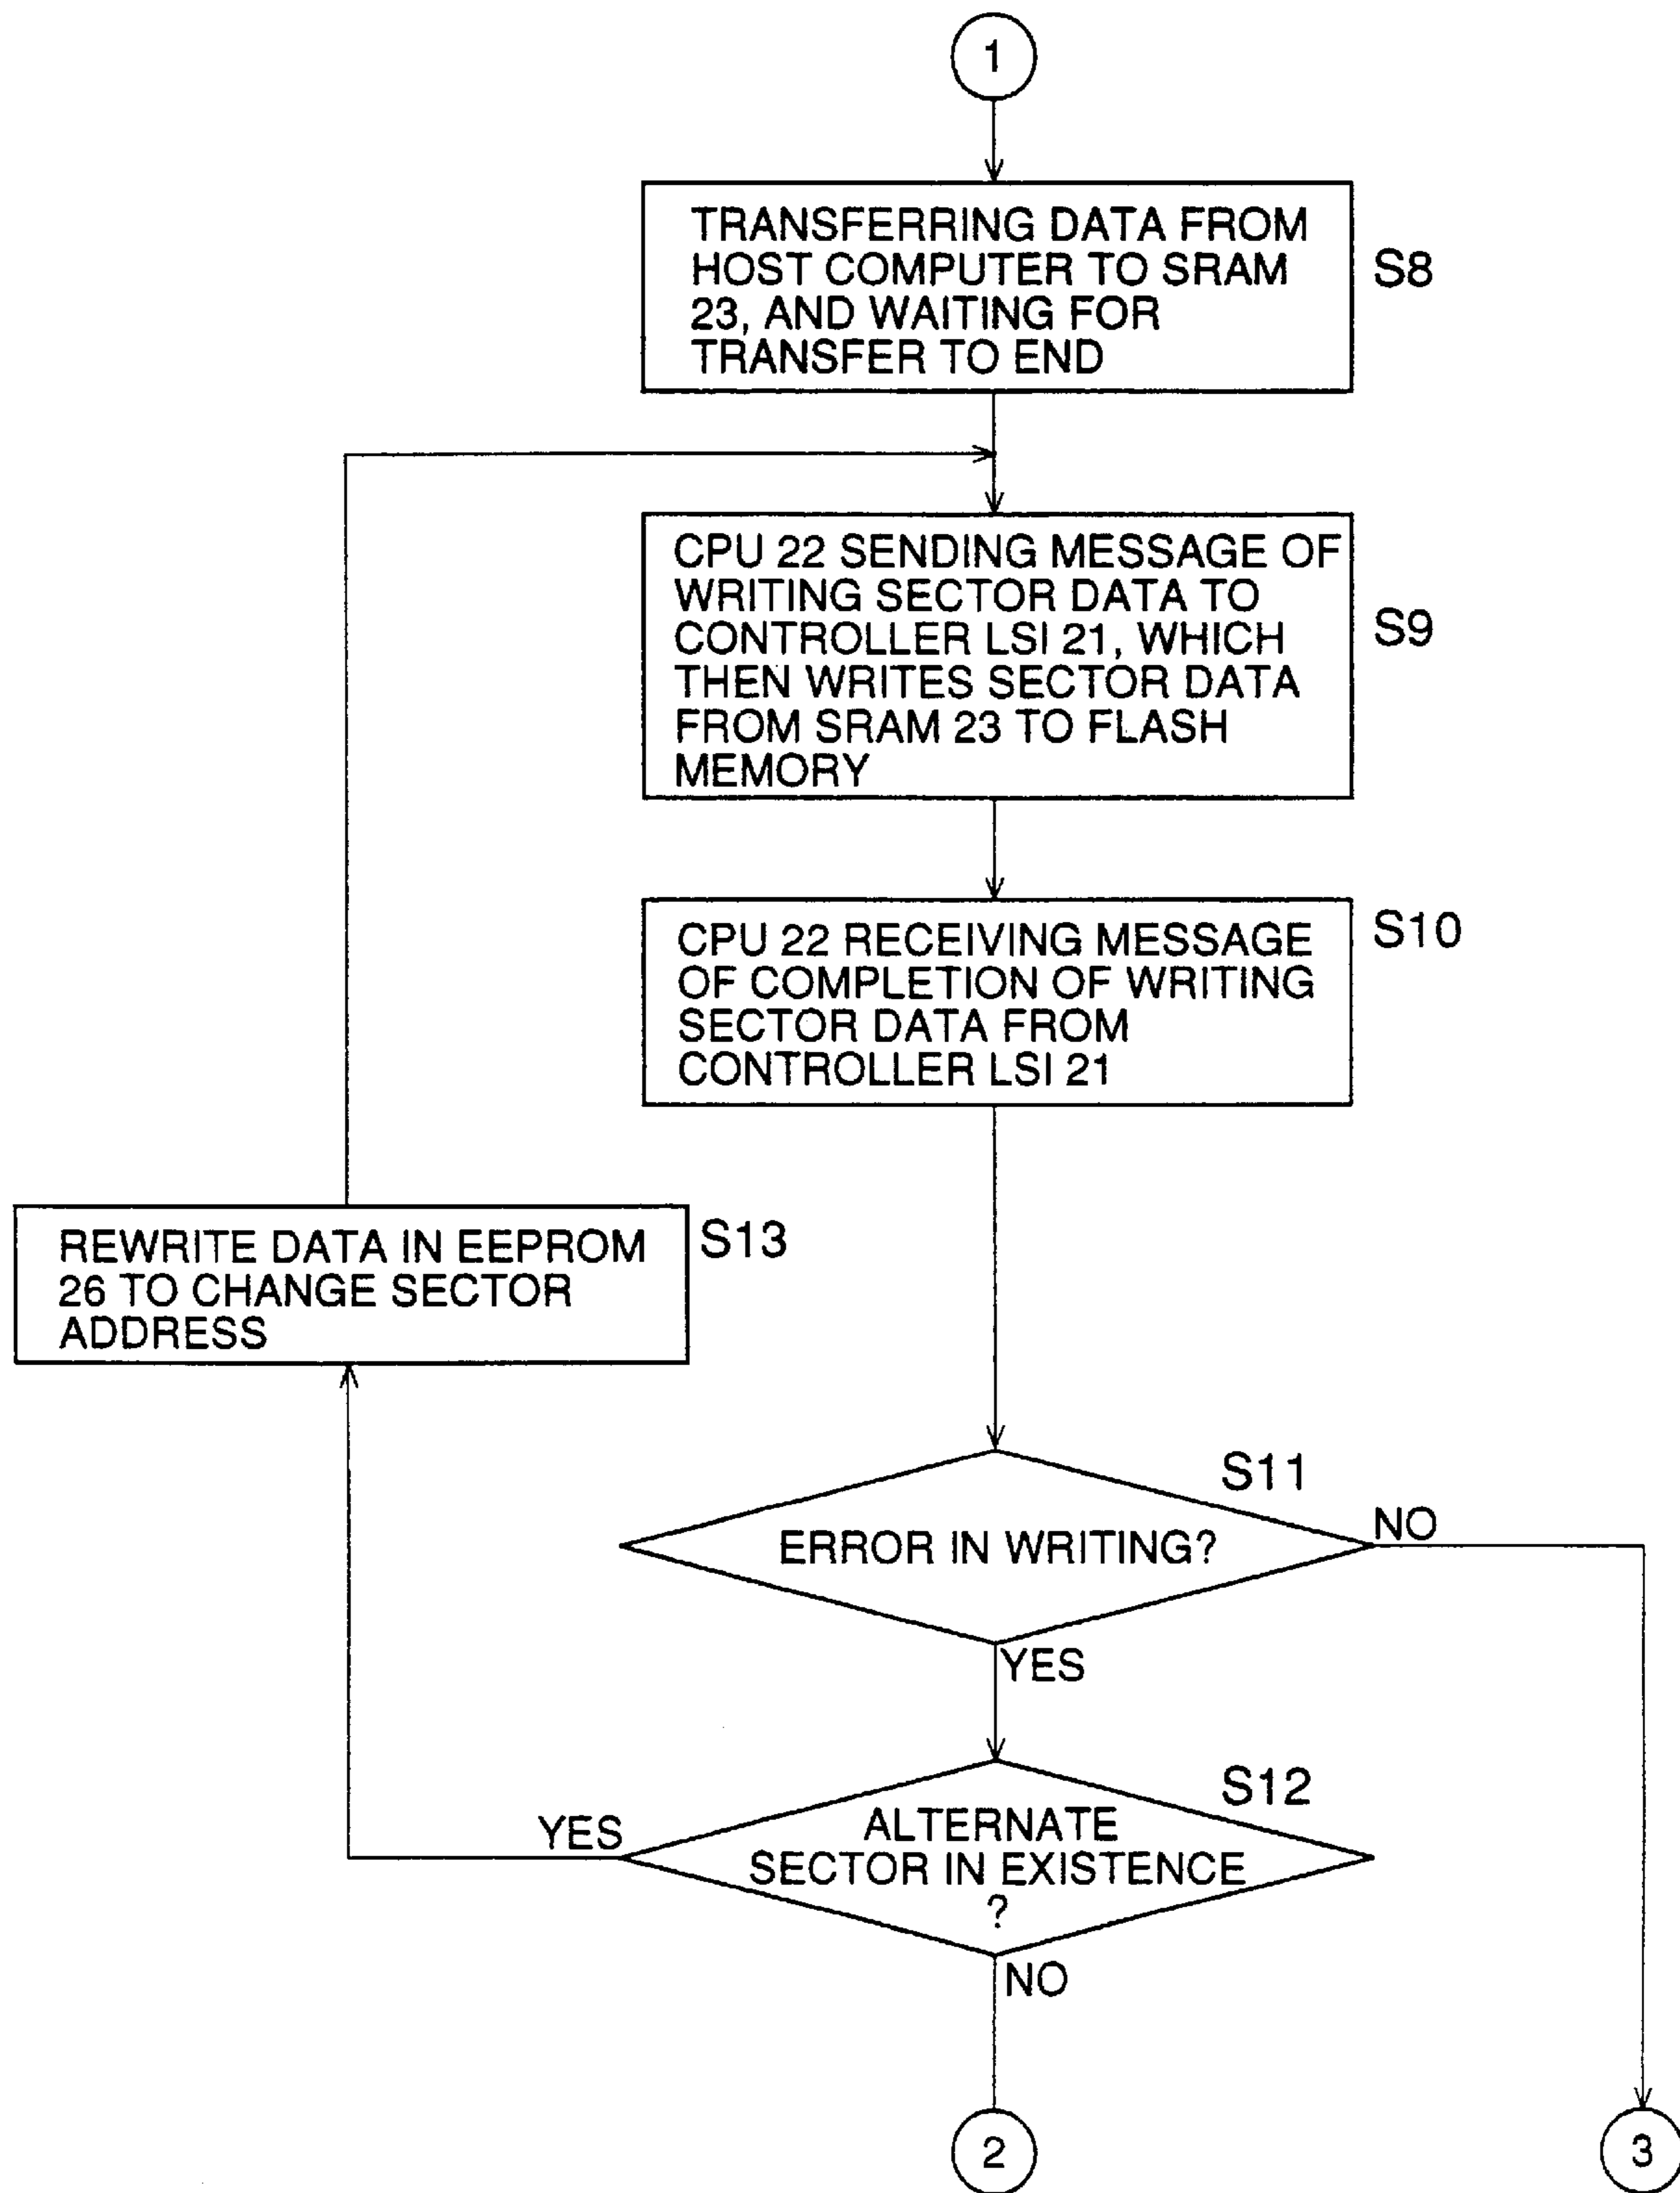 1
TRANSFERRING DATA FROM
HOST COMPUTER TO SRAM
23, AND WAITING FOR
TRANSFER TO END
S8
CPU 22 SENDING MESSAGE OF
WRITING SECTOR DATA TO
CONTROLLER LSI 21, WHICH
THEN WRITES SECTOR DATA
FROM SRAM 23 TO FLASH
MEMORY
S9
CPU 22 RECEIVING MESSAGE
OF COMPLETION OF WRITING
SECTOR DATA FROM
CONTROLLER LSI 21
S10
REWRITE DATA IN EEPROM
26 TO CHANGE SECTOR
ADDRESS
S13
S11
ERROR IN WRITING?
NO
YES
S12
YES
ALTERNATE
SECTOR IN EXISTENCE
?
NO
2
3